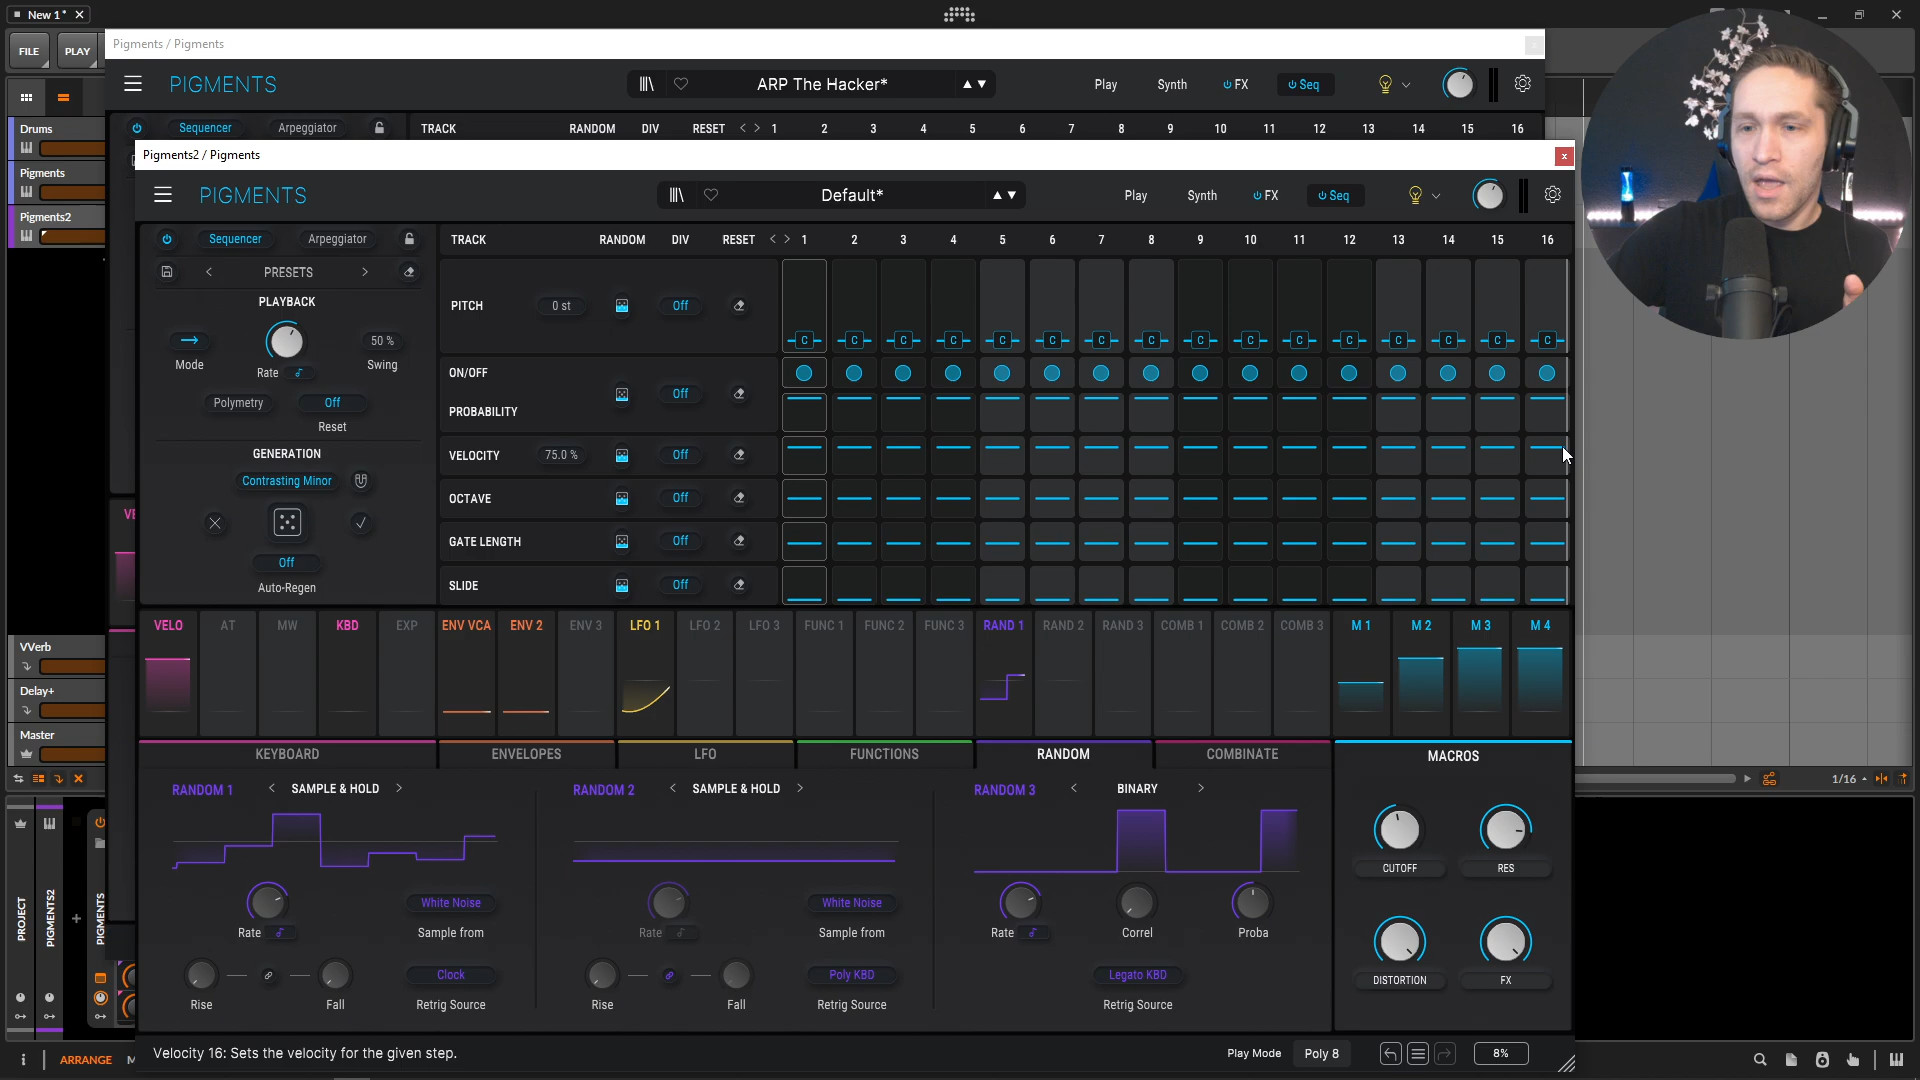 New 1*
FILE
PLAY
Pigments / Pigments
PIGMENTS
ARP The Hacker*
Play
Synth
FX
Seq
Sequencer
Arpeggiator
TRACK
RANDOM
DIV
RESET
1 2 3 4 5 6 7 8 9 10 11 12 13 14 15 16
Drums
Pigments
Pigments2
Pigments2 / Pigments
PIGMENTS
Default*
Play
Synth
FX
Seq
Sequencer
Arpeggiator
TRACK
RANDOM
DIV
RESET
1 2 3 4 5 6 7 8 9 10 11 12 13 14 15 16
PRESETS
PLAYBACK
Mode
Rate
50 %
Swing
Polymetry
Off
Reset
GENERATION
Contrasting Minor
Off
Auto-Regen
PITCH
0 st
Off
C C C C C C C C C C C C C C C C
ON/OFF
Off
PROBABILITY
VELOCITY
75.0 %
Off
OCTAVE
Off
GATE LENGTH
Off
SLIDE
Off
VE
VELO AT MW KBD EXP ENV VCA ENV 2 ENV 3 LFO 1 LFO 2 LFO 3 FUNC 1 FUNC 2 FUNC 3 RAND 1 RAND 2 RAND 3 COMB 1 COMB 2 COMB 3 M 1 M 2 M 3 M 4
VVerb
Delay+
Master
KEYBOARD
ENVELOPES
LFO
FUNCTIONS
RANDOM
COMBINATE
MACROS
1/16
RANDOM 1
SAMPLE & HOLD
Rate
White Noise
Sample from
Rise
Fall
Clock
Retrig Source
RANDOM 2
SAMPLE & HOLD
Rate
White Noise
Sample from
Rise
Fall
Poly KBD
Retrig Source
RANDOM 3
BINARY
Rate
Correl
Proba
Legato KBD
Retrig Source
CUTOFF
RES
DISTORTION
FX
PROJECT
PIGMENTS2
PIGMENTS
Velocity 16: Sets the velocity for the given step.
Play Mode
Poly 8
8%
ARRANGE
M